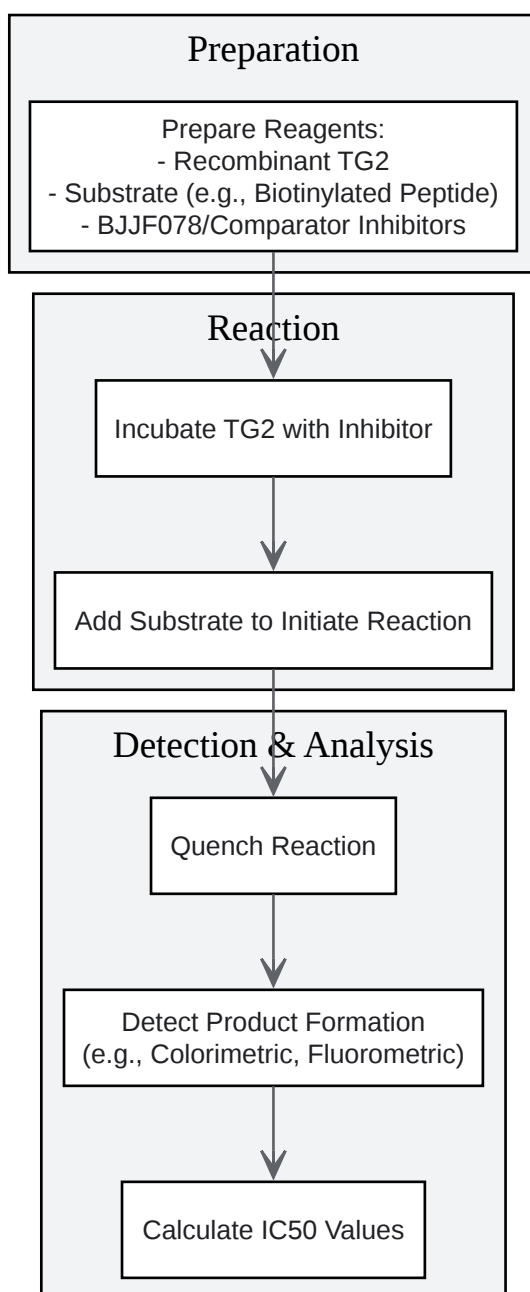 Preparation
Prepare Reagents:
- Recombinant TG2
- Substrate (e.g., Biotinylated Peptide)
- BJJF078/Comparator Inhibitors
Reaction
Incubate TG2 with Inhibitor
Add Substrate to Initiate Reaction
Detection & Analysis
Quench Reaction
Detect Product Formation
(e.g., Colorimetric, Fluorometric)
Calculate IC50 Values